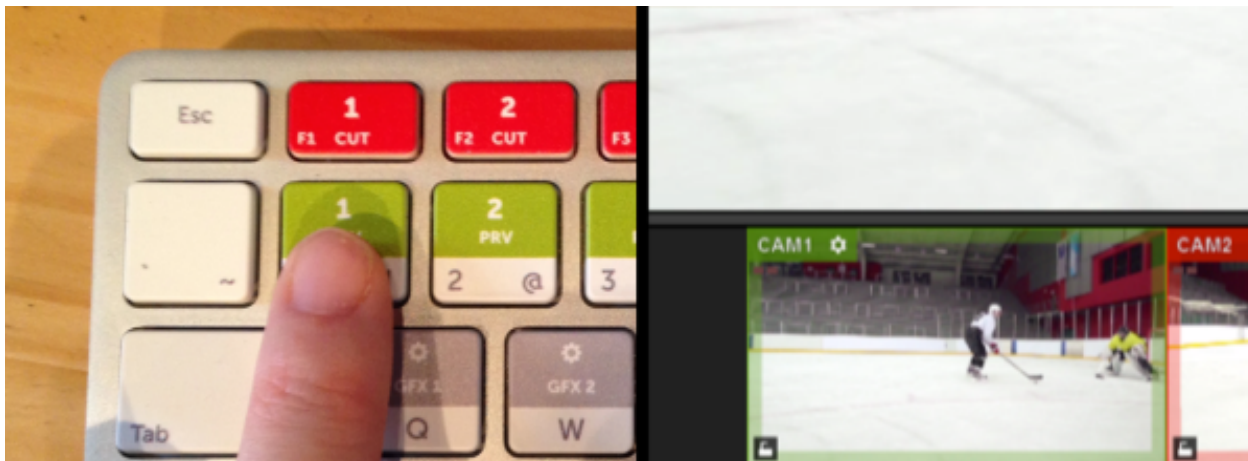 Esc
1
F1 CUT
2
F2 CUT
F3
1
2
PRV
` ~
2 @
3
GFX 1
GFX 2
Tab
Q
W
CAM1
CAM2